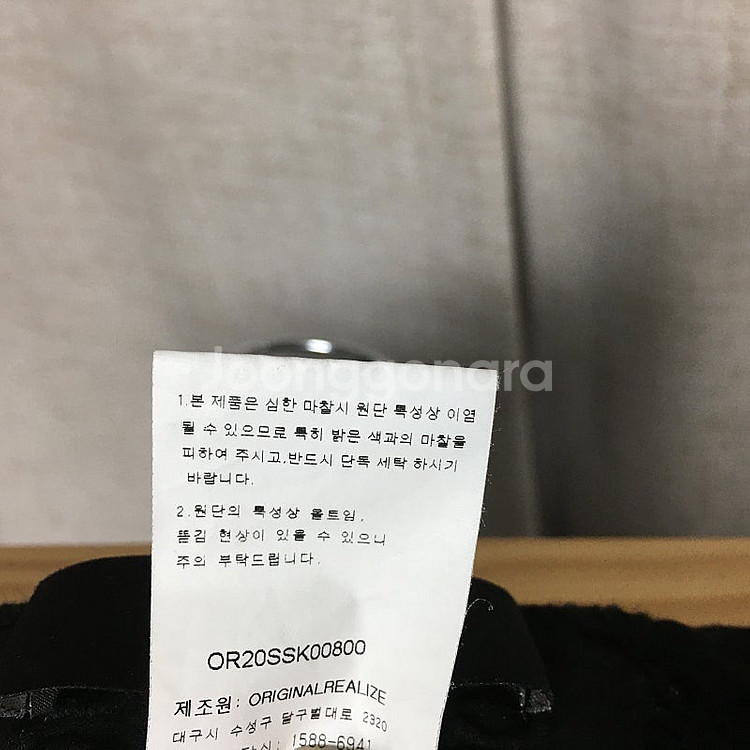 Joonggonara
1.본 제품은 심한 마찰시 원단 특성상 이염
될 수 있으므로 특히 밝은 색과의 마찰을
피하여 주시고,반드시 단독 세탁 하시기
바랍니다.
2.원단의 특성상 올트임,
뜯김 현상이 있을 수 있으니
주의 부탁드립니다.
OR20SSK00800
제조원: ORIGINALREALIZE
대구시 수성구 달구벌대로 2320
1588-6941